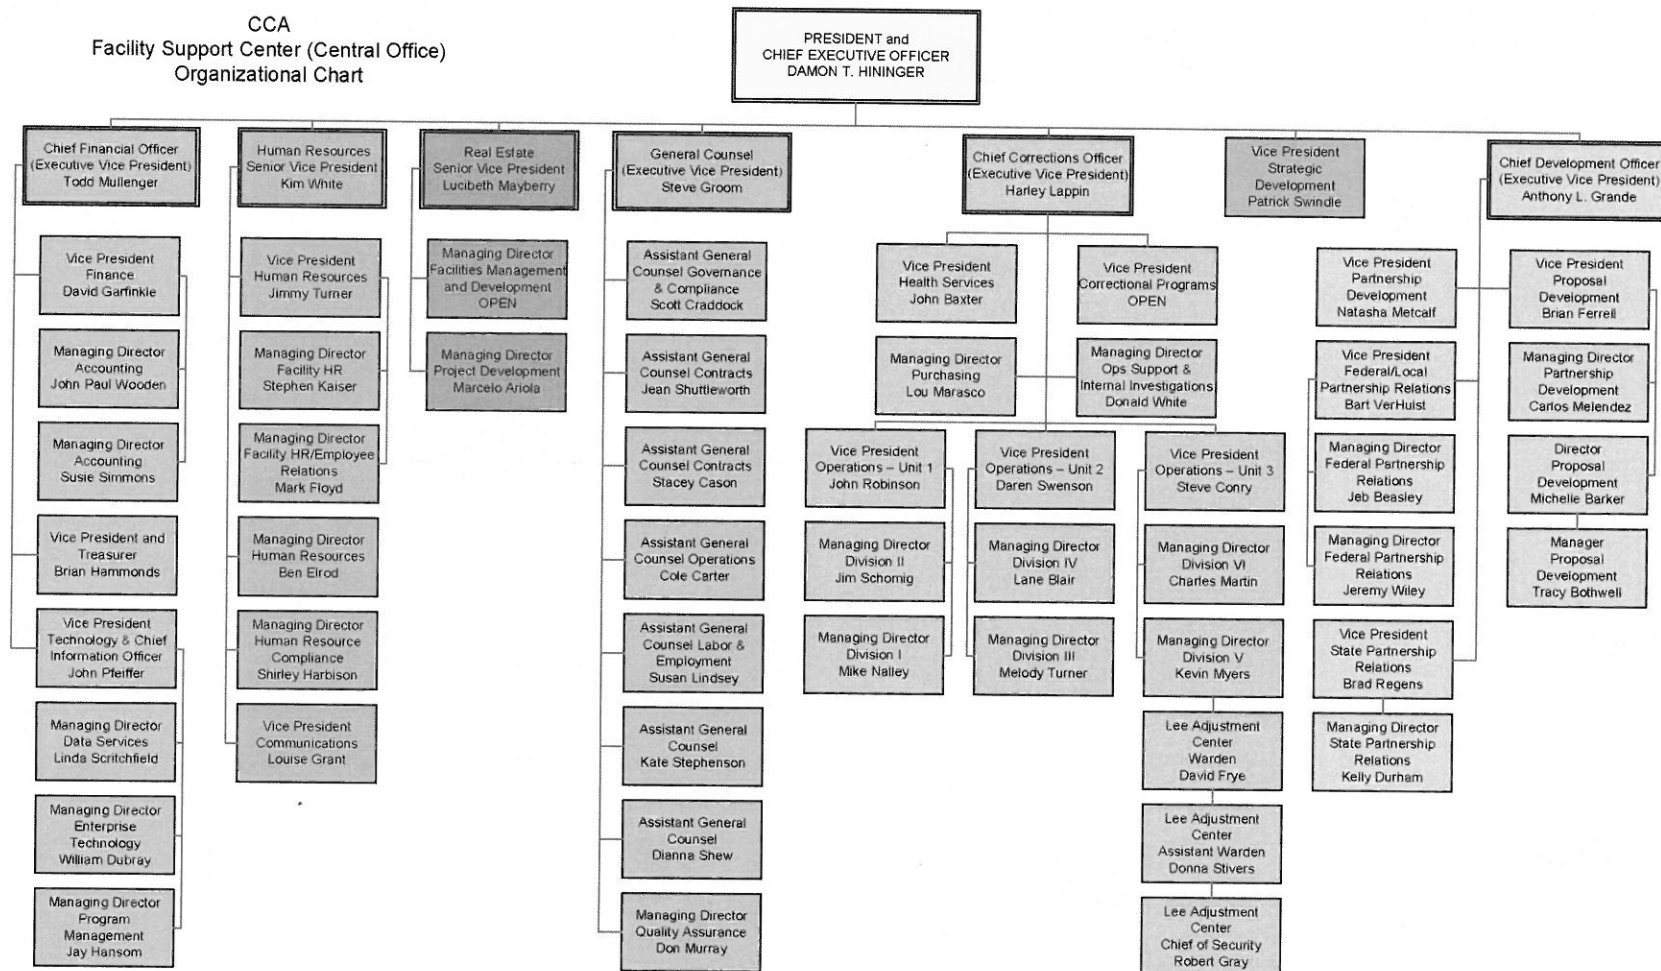 CCA
Facility Support Center (Central Office)
Organizational Chart
PRESIDENT and
CHIEF EXECUTIVE OFFICER
DAMON T. HININGER
Chief Financial Officer
(Executive Vice President)
Todd Mullenger
Vice President
Finance
David Garfinkle
Managing Director
Accounting
John Paul Wooden
Managing Director
Accounting
Susie Simmons
Vice President and
Treasurer
Brian Hammonds
Vice President
Technology & Chief
Information Officer
John Pfeiffer
Managing Director
Data Services
Linda Scritchfield
Managing Director
Enterprise
Technology
William Dubray
Managing Director
Program
Management
Jay Hansom
Human Resources
Senior Vice President
Kim White
Vice President
Human Resources
Jimmy Turner
Managing Director
Facility HR
Stephen Kaiser
Managing Director
Facility HR/Employee
Relations
Mark Floyd
Managing Director
Human Resources
Ben Elrod
Managing Director
Human Resource
Compliance
Shirley Harbison
Vice President
Communications
Louise Grant
Real Estate
Senior Vice President
Lucibeth Mayberry
Managing Director
Facilities Management
and Development
OPEN
Managing Director
Project Development
Marcelo Ariola
General Counsel
(Executive Vice President)
Steve Groom
Assistant General
Counsel Governance
& Compliance
Scott Craddock
Assistant General
Counsel Contracts
Jean Shuttleworth
Assistant General
Counsel Contracts
Stacey Cason
Assistant General
Counsel Operations
Cole Carter
Assistant General
Counsel Labor &
Employment
Susan Lindsey
Assistant General
Counsel
Kate Stephenson
Assistant General
Counsel
Dianna Shew
Managing Director
Quality Assurance
Don Murray
Chief Corrections Officer
(Executive Vice President)
Harley Lappin
Vice President
Health Services
John Baxter
Vice President
Correctional Programs
OPEN
Managing Director
Purchasing
Lou Marasco
Managing Director
Ops Support &
Internal Investigations
Donald White
Vice President
Operations – Unit 1
John Robinson
Managing Director
Division II
Jim Schomig
Managing Director
Division I
Mike Nalley
Vice President
Operations – Unit 2
Daren Swenson
Managing Director
Division IV
Lane Blair
Managing Director
Division III
Melody Turner
Vice President
Operations – Unit 3
Steve Conry
Managing Director
Division VI
Charles Martin
Managing Director
Division V
Kevin Myers
Lee Adjustment
Center
Warden
David Frye
Lee Adjustment
Center
Assistant Warden
Donna Stivers
Lee Adjustment
Center
Chief of Security
Robert Gray
Vice President
Strategic
Development
Patrick Swindle
Chief Development Officer
(Executive Vice President)
Anthony L. Grande
Vice President
Partnership
Development
Natasha Metcalf
Vice President
Federal/Local
Partnership Relations
Bart VerHulst
Managing Director
Federal Partnership
Relations
Jeb Beasley
Managing Director
Federal Partnership
Relations
Jeremy Wiley
Vice President
State Partnership
Relations
Brad Regens
Managing Director
State Partnership
Relations
Kelly Durham
Vice President
Proposal
Development
Brian Ferrell
Managing Director
Partnership
Development
Carlos Melendez
Director
Proposal
Development
Michelle Barker
Manager
Proposal
Development
Tracy Bothwell